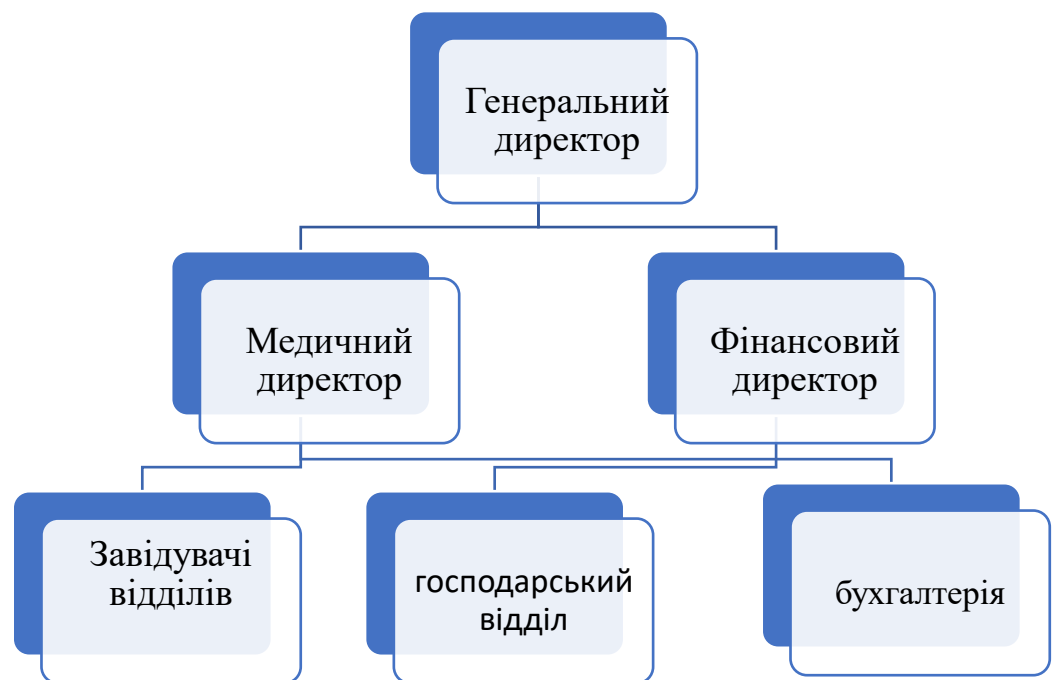 Генеральний
директор
Медичний
директор
Фінансовий
директор
Завідувачі
відділів
господарський
відділ
бухгалтерія